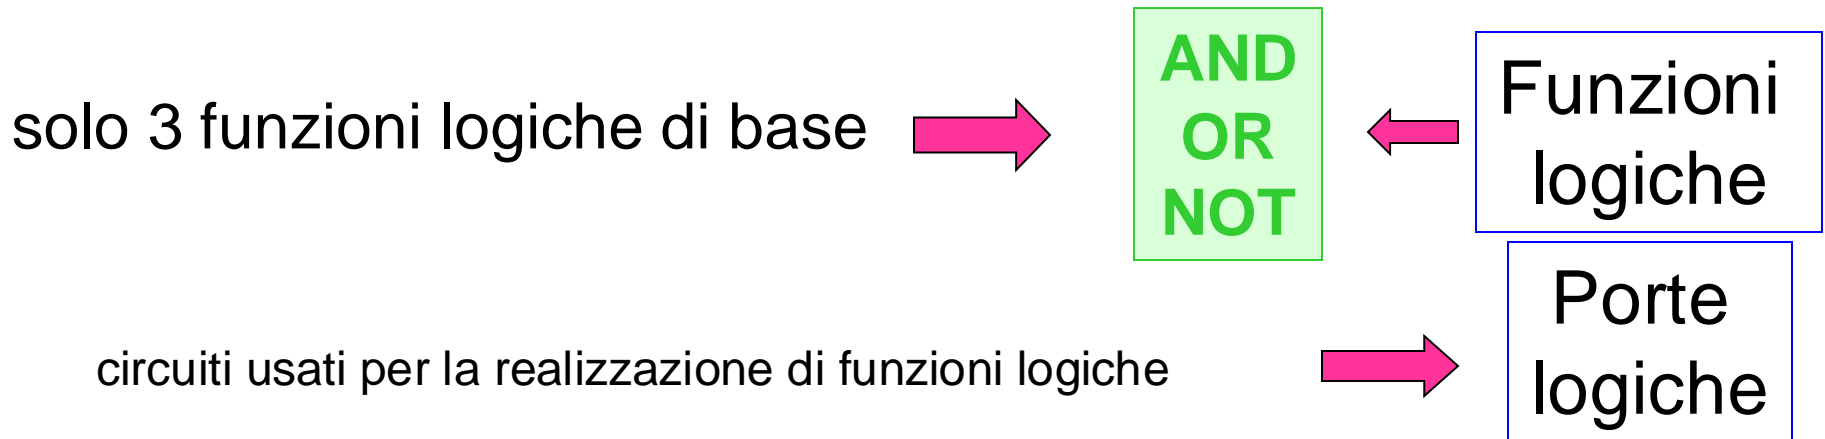 solo 3 funzioni logiche di base
AND
OR
NOT
Funzioni
logiche
circuiti usati per la realizzazione di funzioni logiche
Porte
logiche